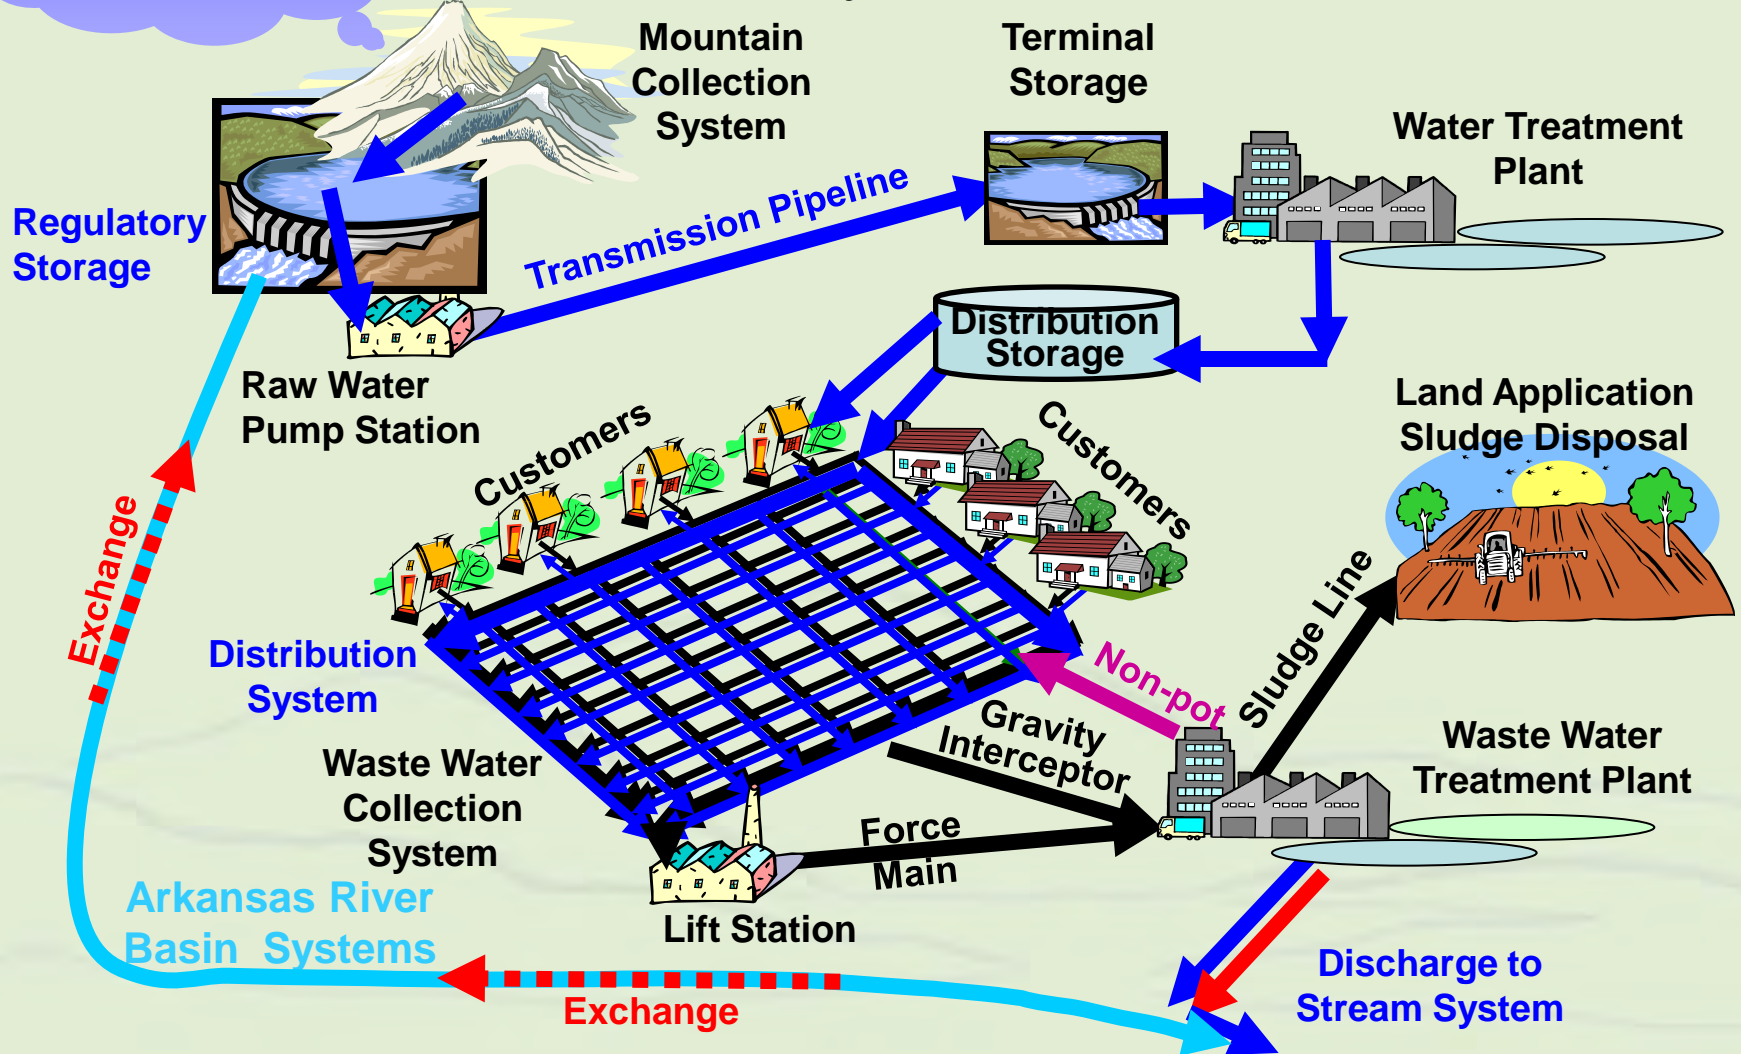 Mountain
Collection
System
Terminal
Storage
Water Treatment
Plant
Regulatory
Storage
Transmission Pipeline
Distribution
Storage
Raw Water
Pump Station
Customers
Customers
Land Application
Sludge Disposal
Exchange
Distribution
System
Non-pot
Sludge Line
Gravity
Interceptor
Waste Water
Treatment Plant
Waste Water
Collection
System
Force
Main
Lift Station
Arkansas River
Basin Systems
Exchange
Discharge to
Stream System